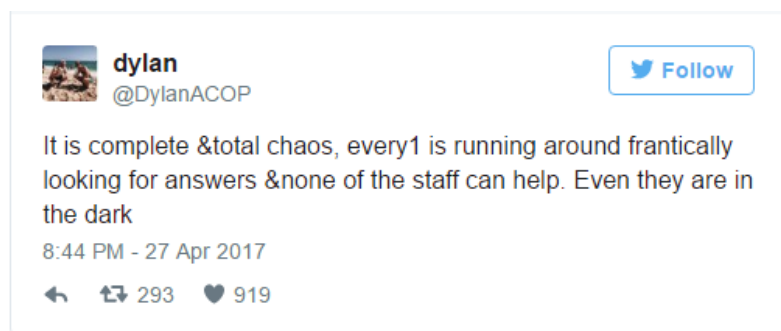 dylan
@DylanACOP
Follow
It is complete &total chaos, every1 is running around frantically
looking for answers &none of the staff can help. Even they are in
the dark
8:44 PM - 27 Apr 2017
293 919